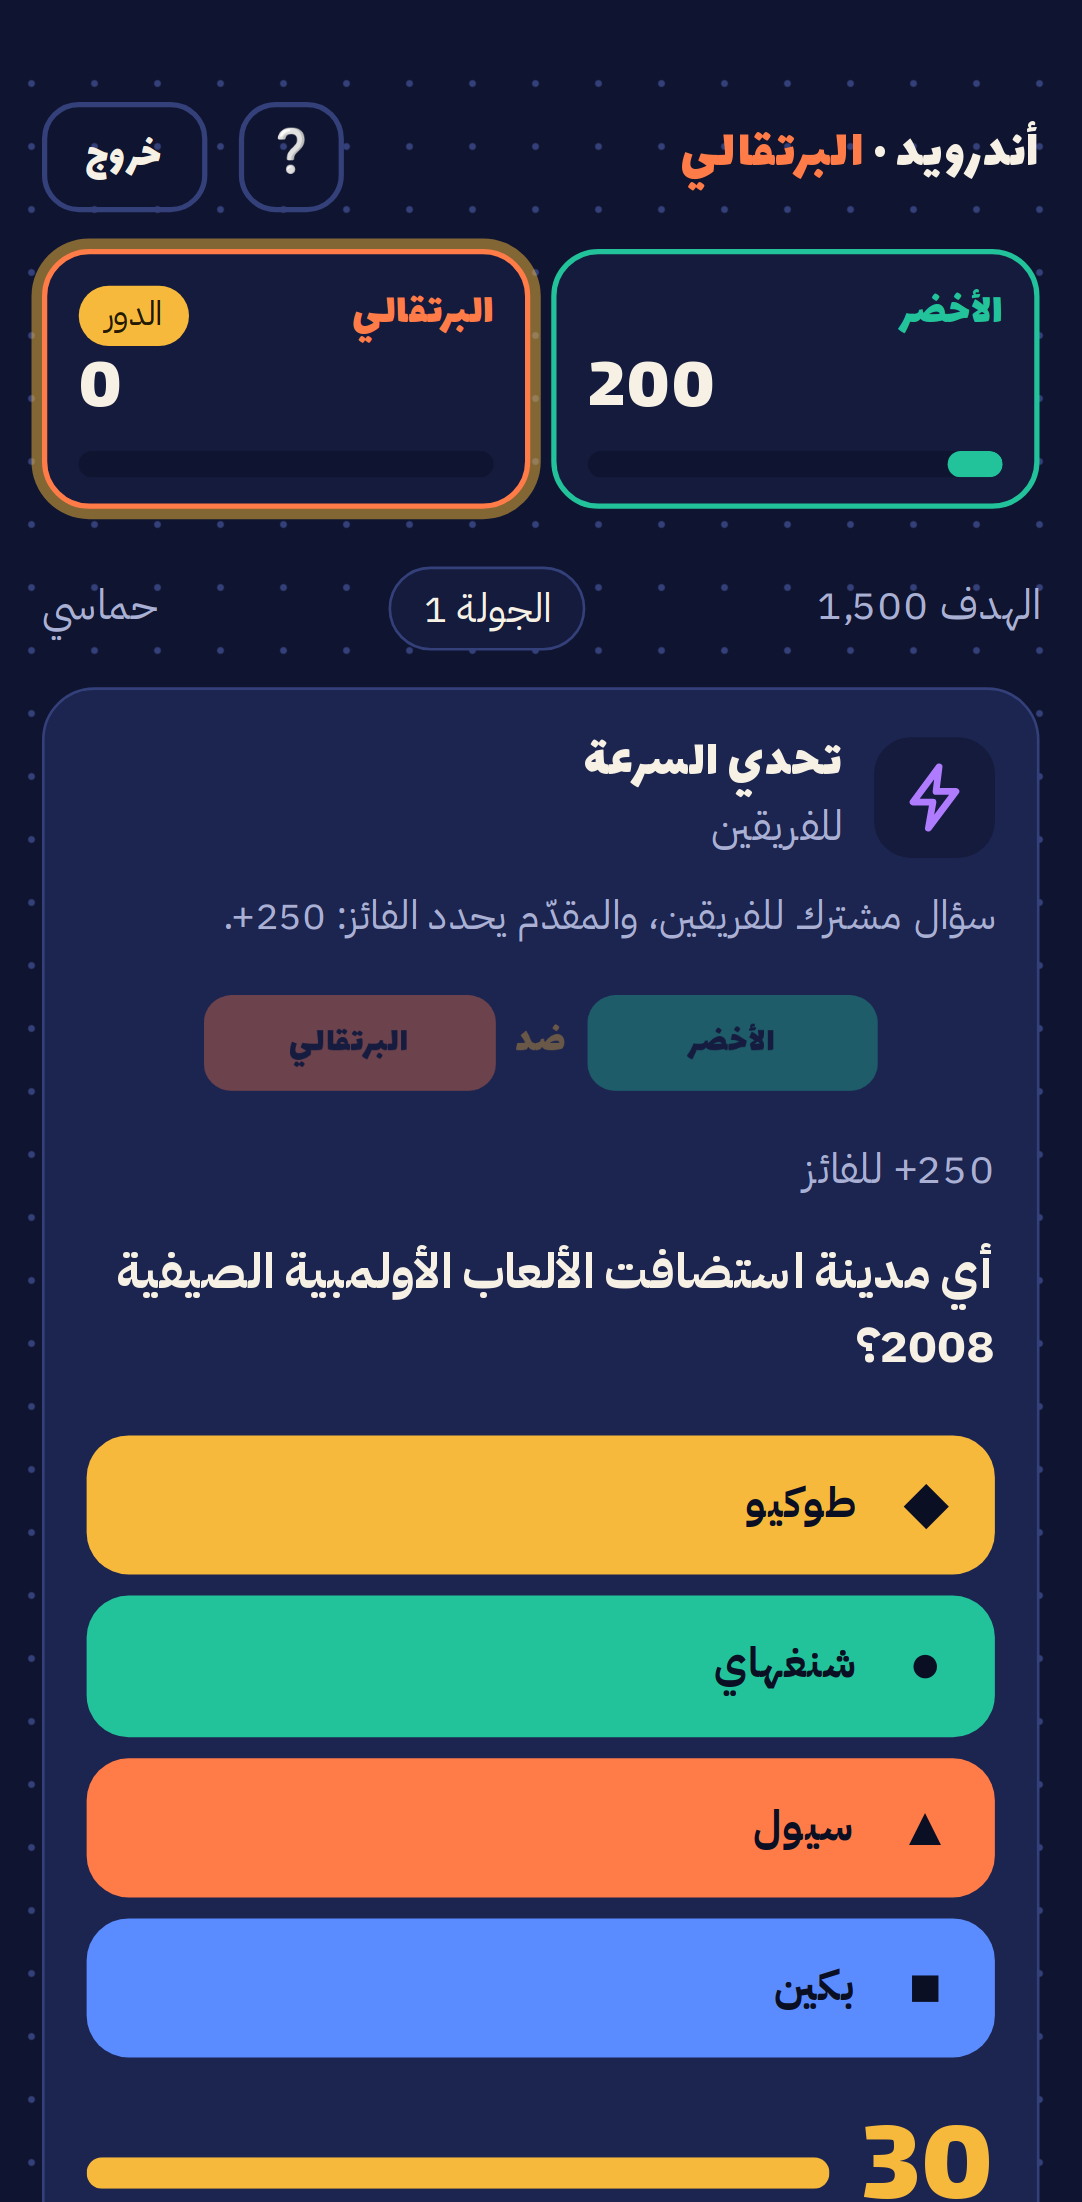 أندرويد · البرتقالي
?
خروج
الأخضر
200
البرتقالي
الدور
0
الهدف 1,500
الجولة 1
حماسي
تحدي السرعة
للفريقين
سؤال مشترك للفريقين، والمقدّم يحدد الفائز: 250+.
الأخضر
ضد
البرتقالي
250+ للفائز
أي مدينة استضافت الألعاب الأولمبية الصيفية
2008؟
طوكيو
شنغهاي
سيول
بكين
30